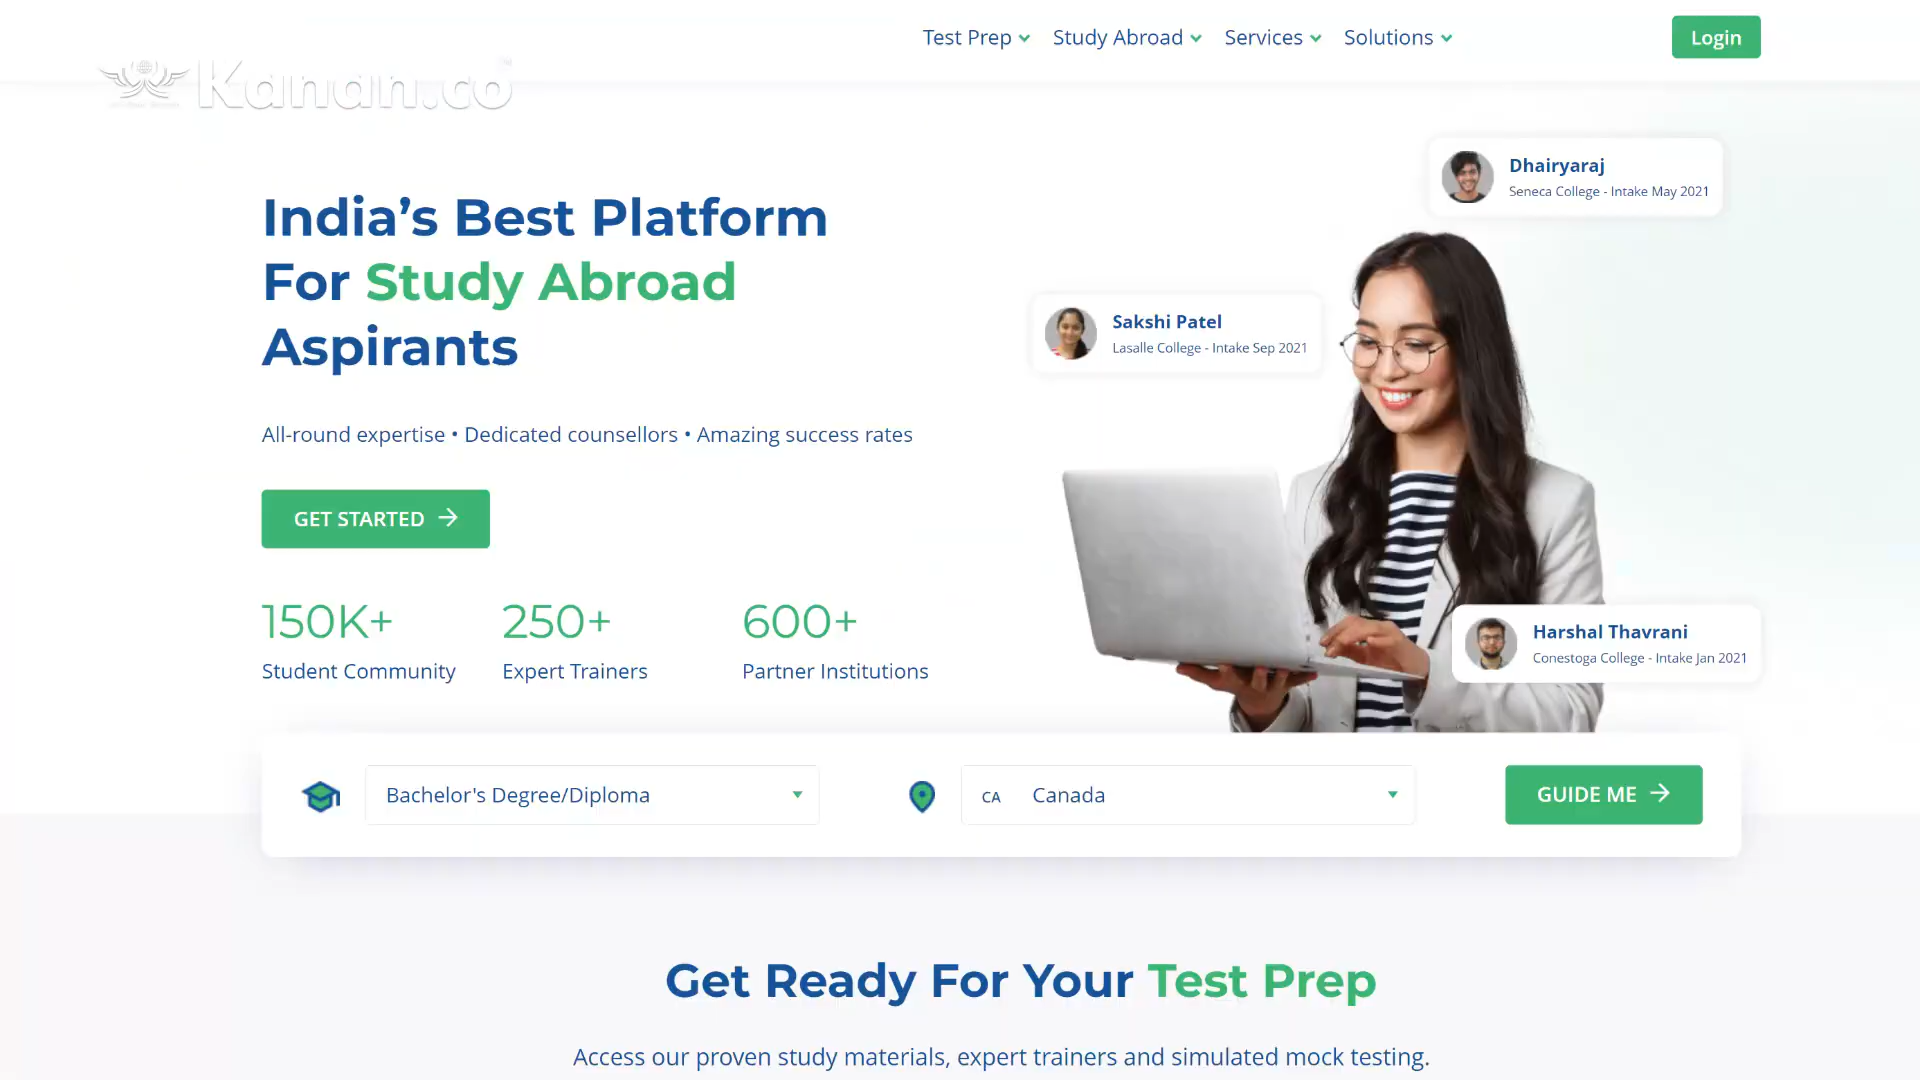 Test Prep
Study Abroad
Services
Solutions
Login
Kanan.co
India’s Best Platform
For Study Abroad
Aspirants
All-round expertise • Dedicated counsellors • Amazing success rates
GET STARTED
150K+
Student Community
250+
Expert Trainers
600+
Partner Institutions
Dhairyaraj
Seneca College - Intake May 2021
Sakshi Patel
Lasalle College - Intake Sep 2021
Harshal Thavrani
Conestoga College - Intake Jan 2021
Bachelor's Degree/Diploma
CA Canada
GUIDE ME
Get Ready For Your Test Prep
Access our proven study materials, expert trainers and simulated mock testing.